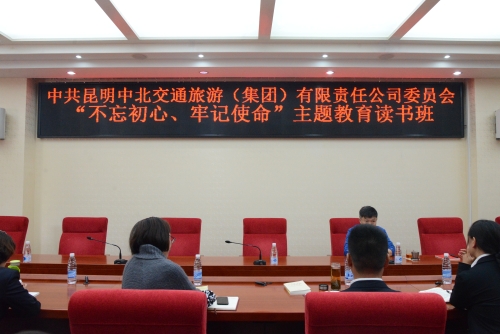 中共昆明中北交通旅游（集团）有限责任公司委员会
“不忘初心、牢记使命”主题教育读书班